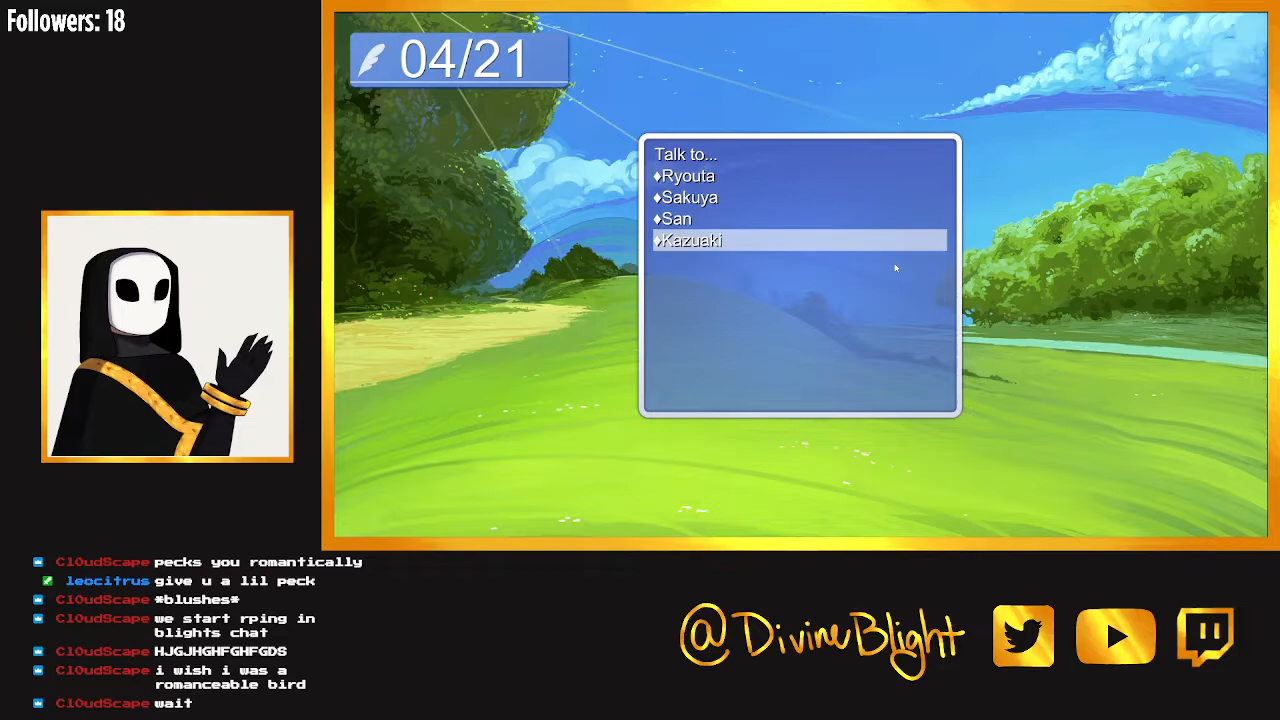 Followers: 18
04/21
Talk to...
♦Ryouta
♦Sakuya
♦San
♦Kazuaki
Cl0udScape pecks you romantically
leocitrus give u a lil peck
Cl0udScape *blushes*
Cl0udScape we start rping in
blights chat
Cl0udScape HJGJHGHFGHFGDS
Cl0udScape i wish i was a
romanceable bird
Cl0udScape wait
@DivineBlight